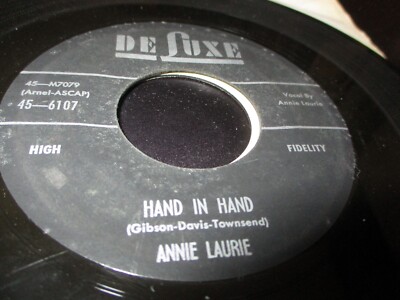 DE LUXE
45—M7079
(Arnel-ASCAP)
45—6107
Vocal By
Annie Laurie
HIGH
FIDELITY
HAND IN HAND
(Gibson-Davis-Townsend)
ANNIE LAURIE